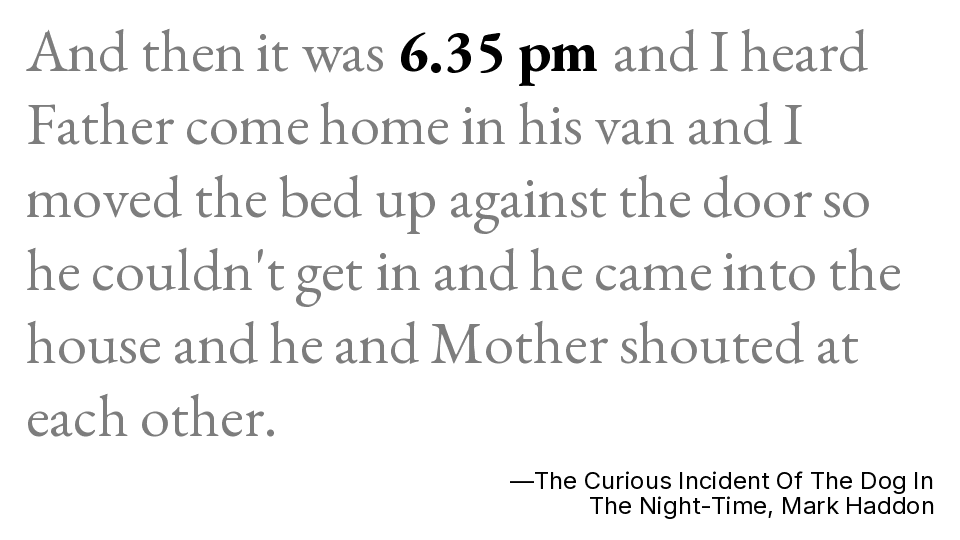 And then it was 6.35 pm and I heard
Father come home in his van and I
moved the bed up against the door so
he couldn't get in and he came into the
house and he and Mother shouted at
each other.
—The Curious Incident Of The Dog In
The Night-Time, Mark Haddon